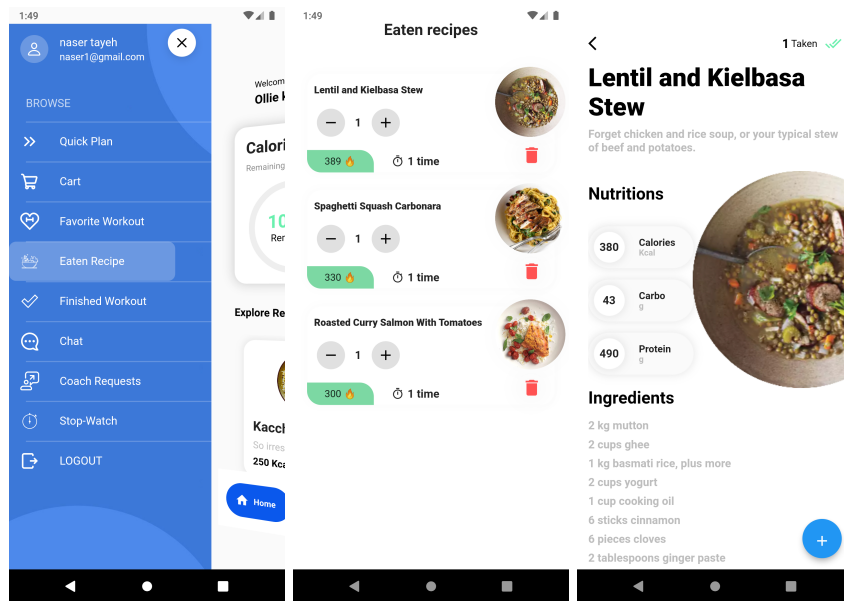 1:49
naser tayeh
naser1@gmail.com
BROWSE
Quick Plan
Cart
Favorite Workout
Eaten Recipe
Finished Workout
Chat
Coach Requests
Stop-Watch
LOGOUT
Welcom
Ollie
Calori
Remaining
10
Rer
Explore Re
Kacch
So irres
250 Kca
Home
1:49
Eaten recipes
Lentil and Kielbasa Stew
1
389
1 time
Spaghetti Squash Carbonara
1
330
1 time
Roasted Curry Salmon With Tomatoes
1
300
1 time
1 Taken
Lentil and Kielbasa
Stew
Forget chicken and rice soup, or your typical stew
of beef and potatoes.
Nutritions
380 Calories
Kcal
43 Carbo
g
490 Protein
g
Ingredients
2 kg mutton
2 cups ghee
1 kg basmati rice, plus more
2 cups yogurt
1 cup cooking oil
6 sticks cinnamon
6 pieces cloves
2 tablespoons ginger paste